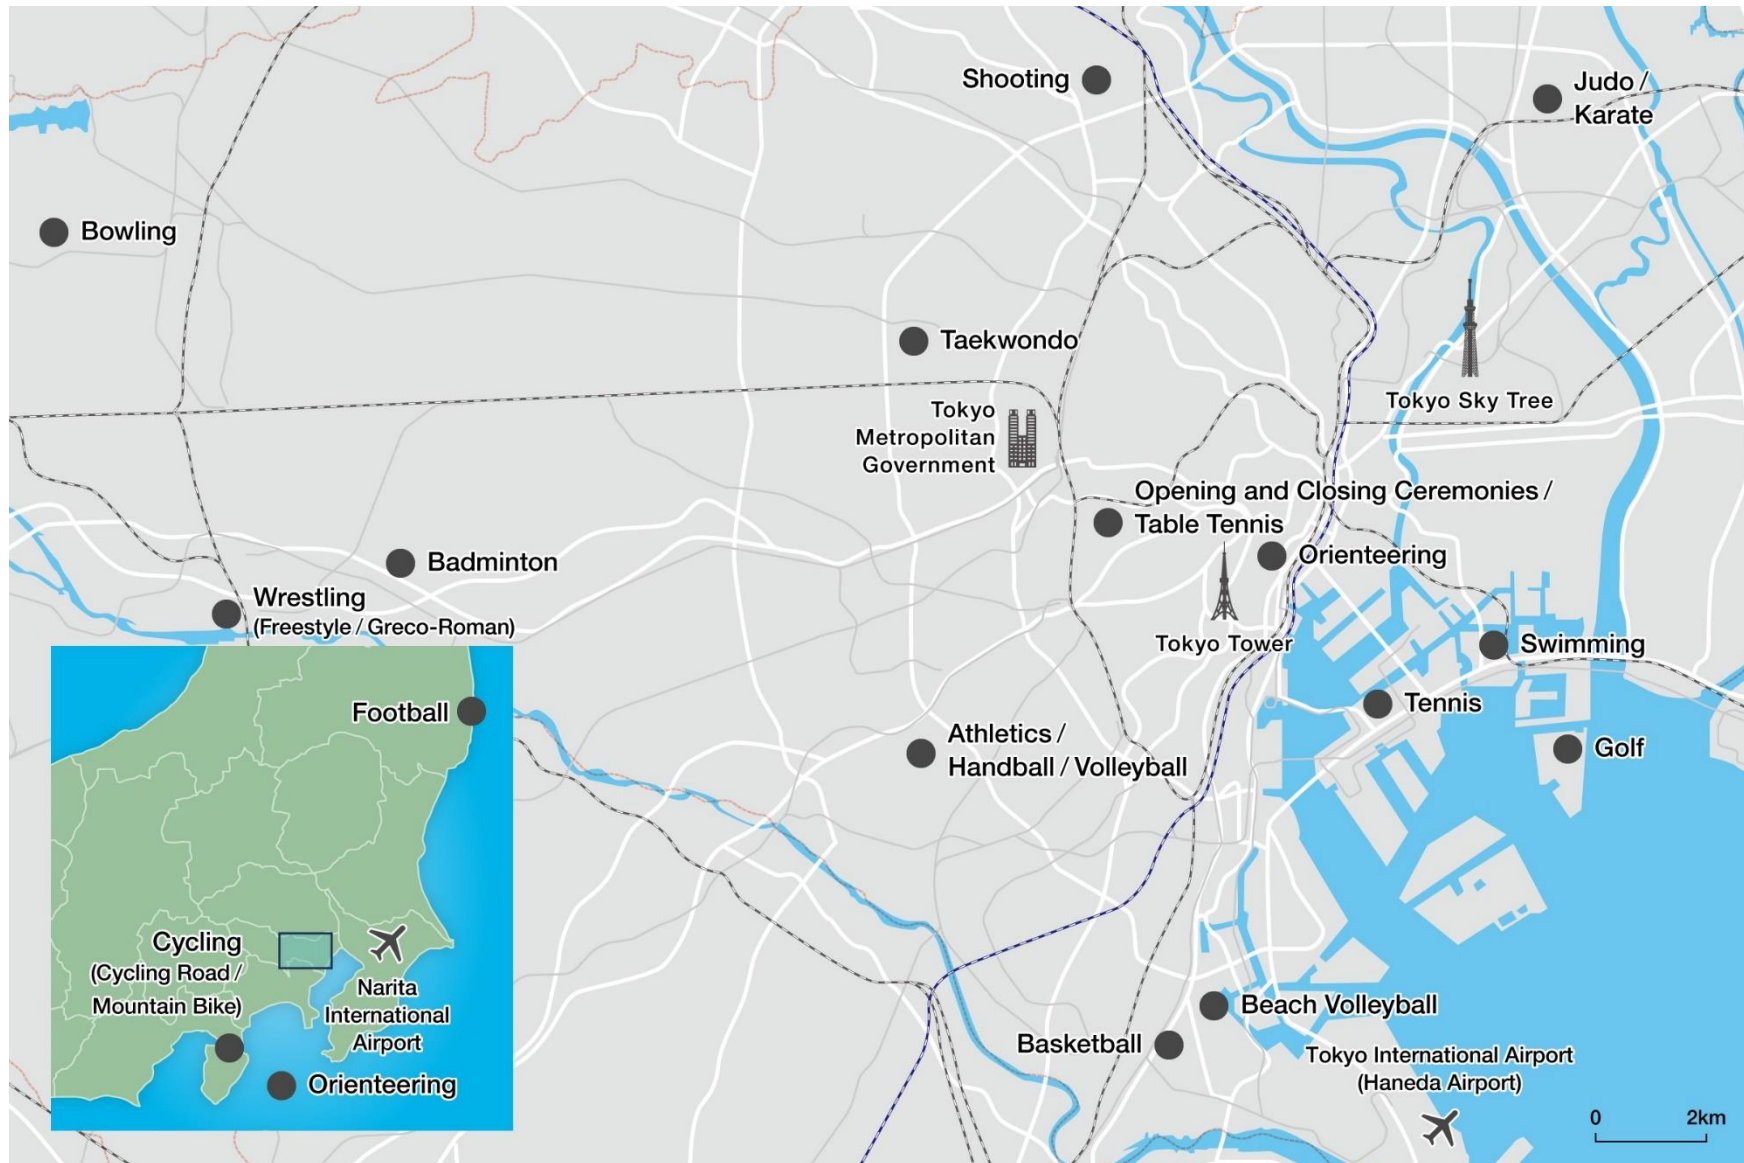 Shooting
Judo /
Karate
Bowling
Taekwondo
Tokyo
Metropolitan
Government
Tokyo Sky Tree
Opening and Closing Ceremonies /
Table Tennis
Orienteering
Badminton
Wrestling
(Freestyle / Greco-Roman)
Tokyo Tower
Swimming
Tennis
Golf
Football
Athletics /
Handball / Volleyball
Cycling
(Cycling Road /
Mountain Bike)
Narita
International
Airport
Orienteering
Beach Volleyball
Basketball
Tokyo International Airport
(Haneda Airport)
0 2km